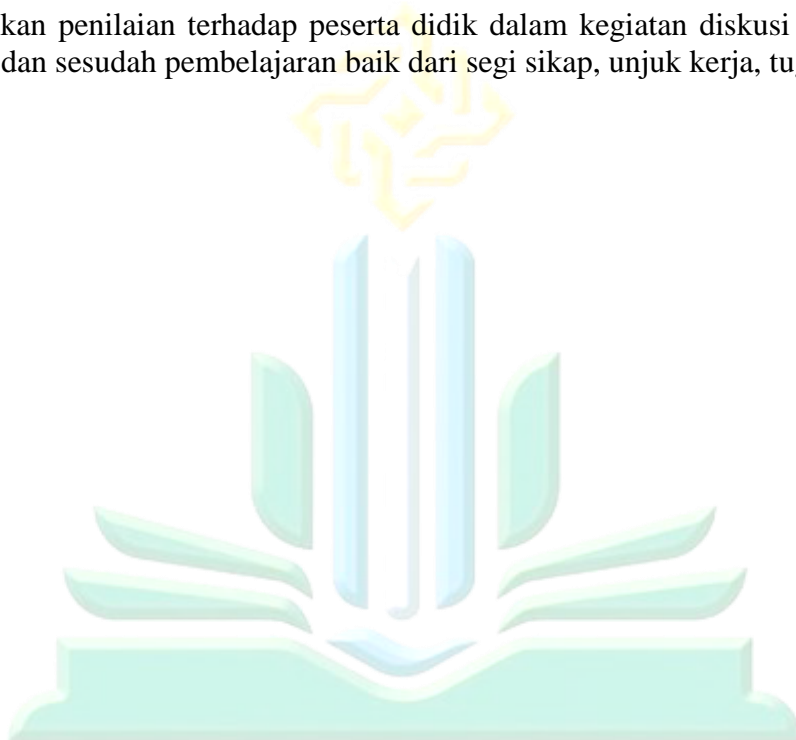 kan penilaian terhadap peserta didik dalam kegiatan diskusi
dan sesudah pembelajaran baik dari segi sikap, unjuk kerja,